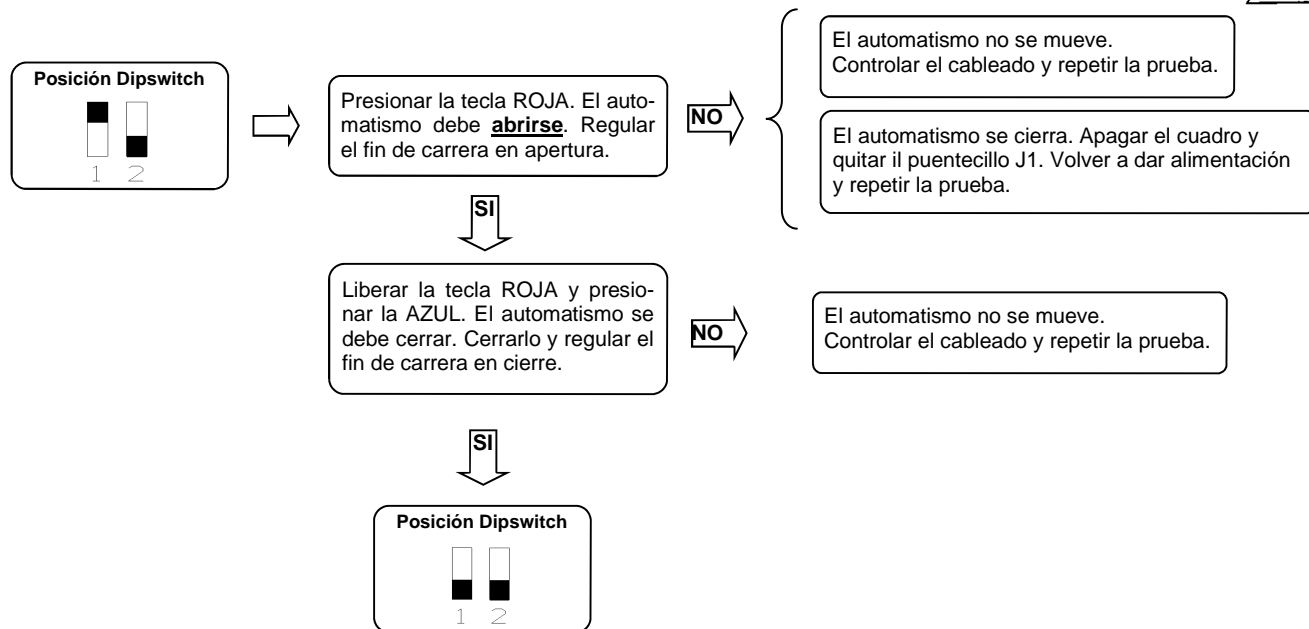 Posición Dipswitch
1 2
Presionar la tecla ROJA. El auto-
matismo debe abrirse. Regular
el fin de carrera en apertura.
NO
El automatismo no se mueve.
Controlar el cableado y repetir la prueba.
El automatismo se cierra. Apagar el cuadro y
quitar il puentecillo J1. Volver a dar alimentación
y repetir la prueba.
SI
Liberar la tecla ROJA y presio-
nar la AZUL. El automatismo se
debe cerrar. Cerrarlo y regular el
fin de carrera en cierre.
NO
El automatismo no se mueve.
Controlar el cableado y repetir la prueba.
SI
Posición Dipswitch
1 2